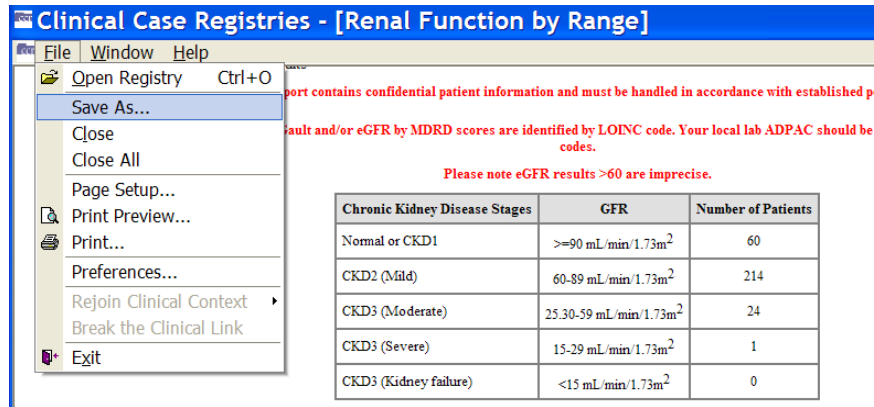 Clinical Case Registries - [Renal Function by Range]
File Window Help
Open Registry Ctrl+O
Save As...
Close
Close All
Page Setup...
Print Preview...
Print...
Preferences...
Rejoin Clinical Context
Break the Clinical Link
Exit
port contains confidential patient information and must be handled in accordance with established p
ault and/or eGFR by MDRD scores are identified by LOINC code. Your local lab ADPAC should be
codes.
Please note eGFR results >60 are imprecise.
Chronic Kidney Disease Stages GFR Number of Patients
Normal or CKD1 >=90 mL/min/1.73m2 60
CKD2 (Mild) 60-89 mL/min/1.73m2 214
CKD3 (Moderate) 25.30-59 mL/min/1.73m2 24
CKD3 (Severe) 15-29 mL/min/1.73m2 1
CKD3 (Kidney failure) <15 mL/min/1.73m2 0